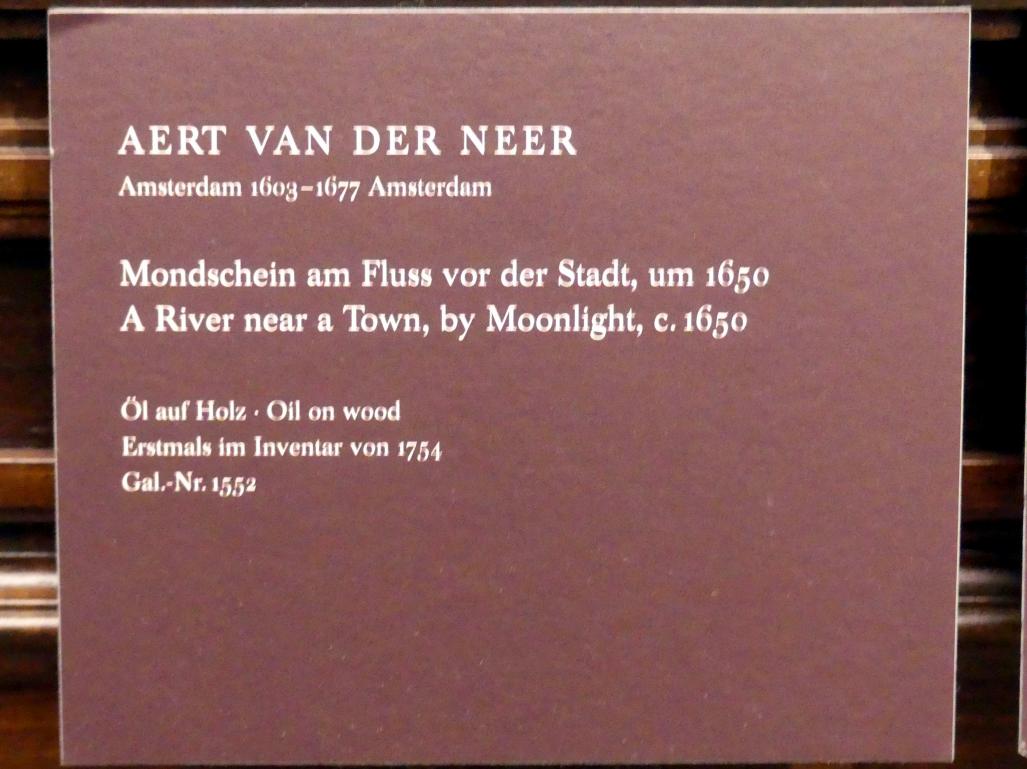 AERT VAN DER NEER
Amsterdam 1603–1677 Amsterdam
Mondschein am Fluss vor der Stadt, um 1650
A River near a Town, by Moonlight, c. 1650
Öl auf Holz · Oil on wood
Erstmals im Inventar von 1754
Gal.-Nr. 1552